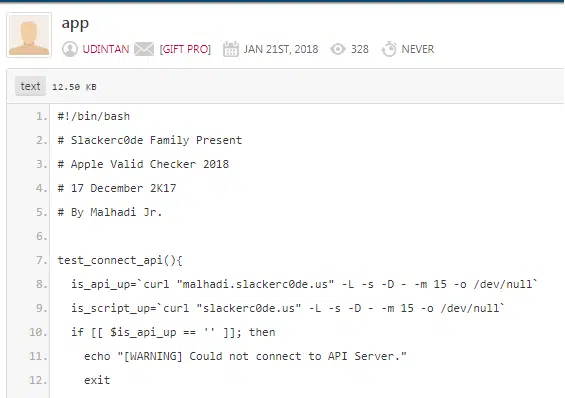 app
UDINTAN [GIFT PRO] JAN 21ST, 2018 328 NEVER
text 12.50 KB
1. #!/bin/bash
2. # Slackerc0de Family Present
3. # Apple Valid Checker 2018
4. # 17 December 2K17
5. # By Malhadi Jr.
6.
7. test_connect_api(){
8. is_api_up=`curl "malhadi.slackerc0de.us" -L -s -D - -m 15 -o /dev/null`
9. is_script_up=`curl "slackerc0de.us" -L -s -D - -m 15 -o /dev/null`
10. if [[ $is_api_up == '' ]]; then
11. echo "[WARNING] Could not connect to API Server."
12. exit